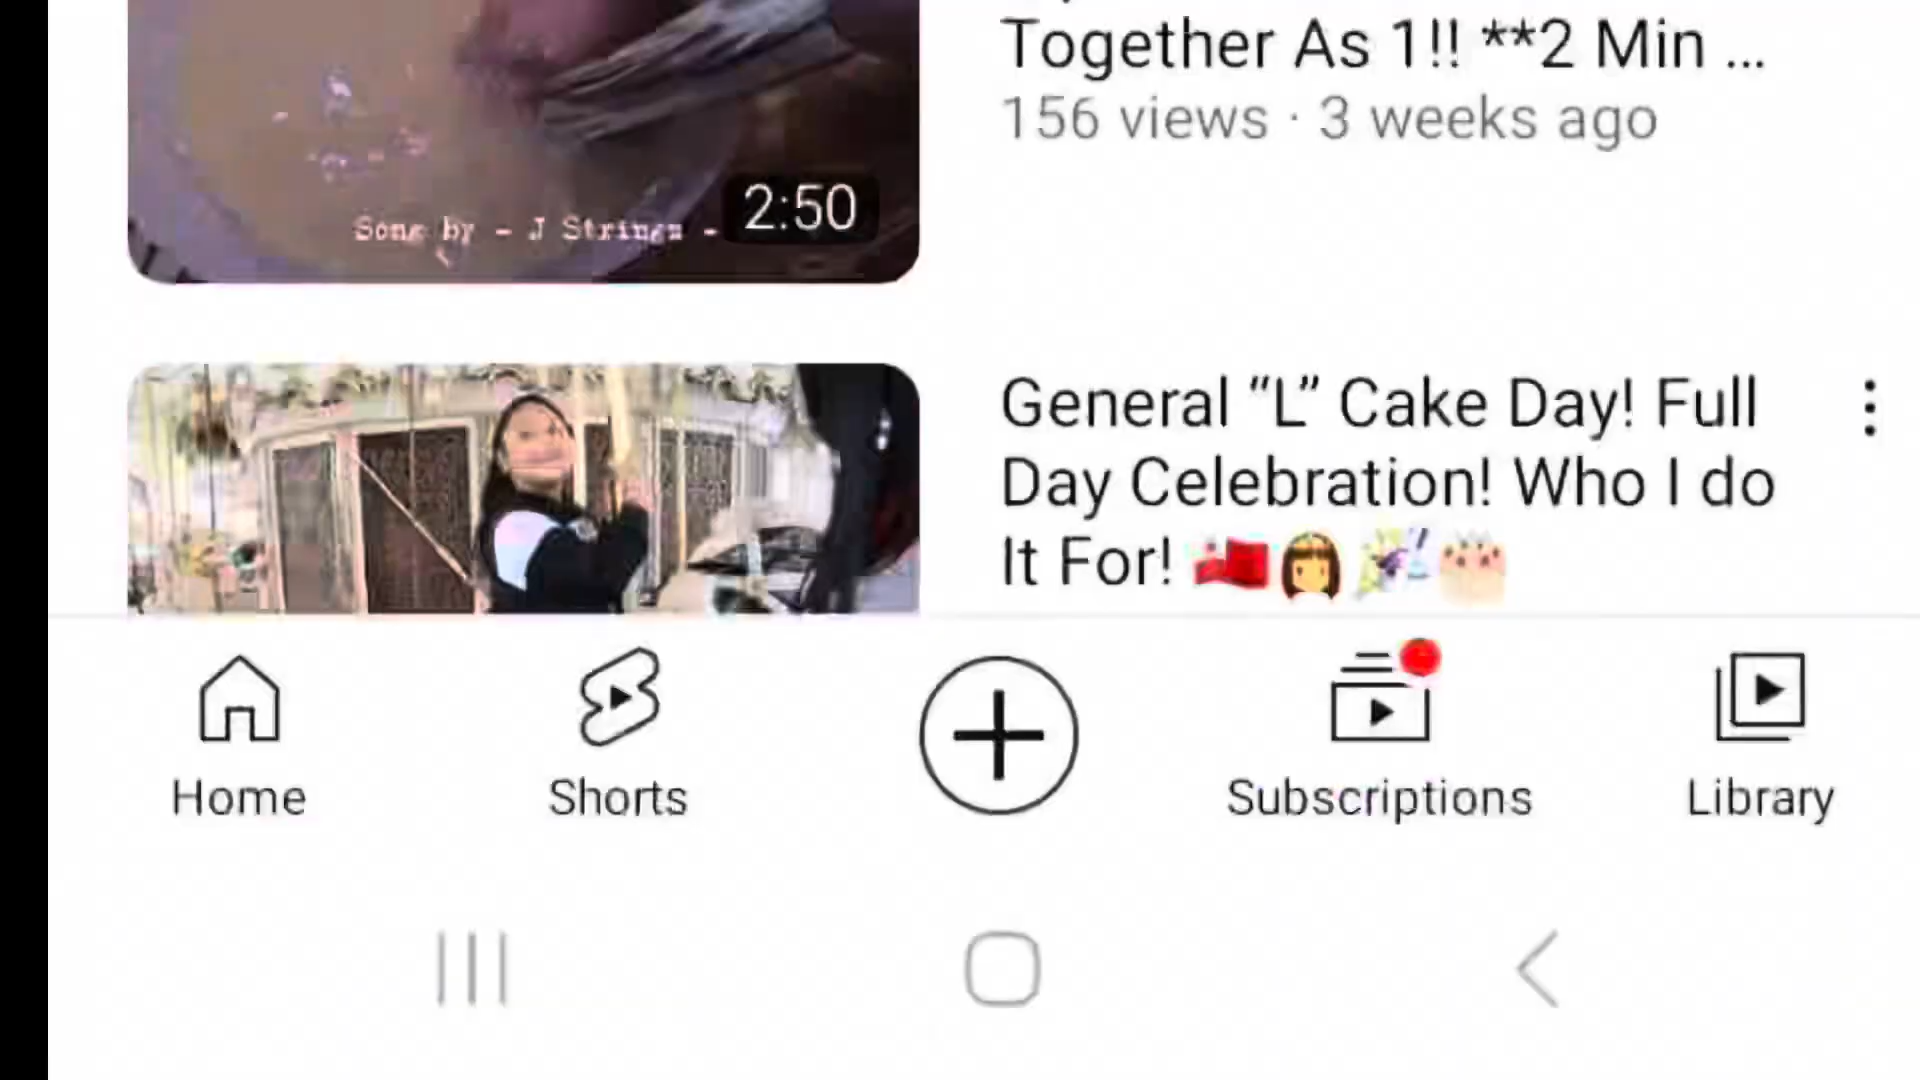 Together As 1!! **2 Min ...
156 views · 3 weeks ago
Song by - J Strings -
2:50
General “L” Cake Day! Full
Day Celebration! Who I do
It For! 🇹🇴👩🎉🎂
Home
Shorts
Subscriptions
Library